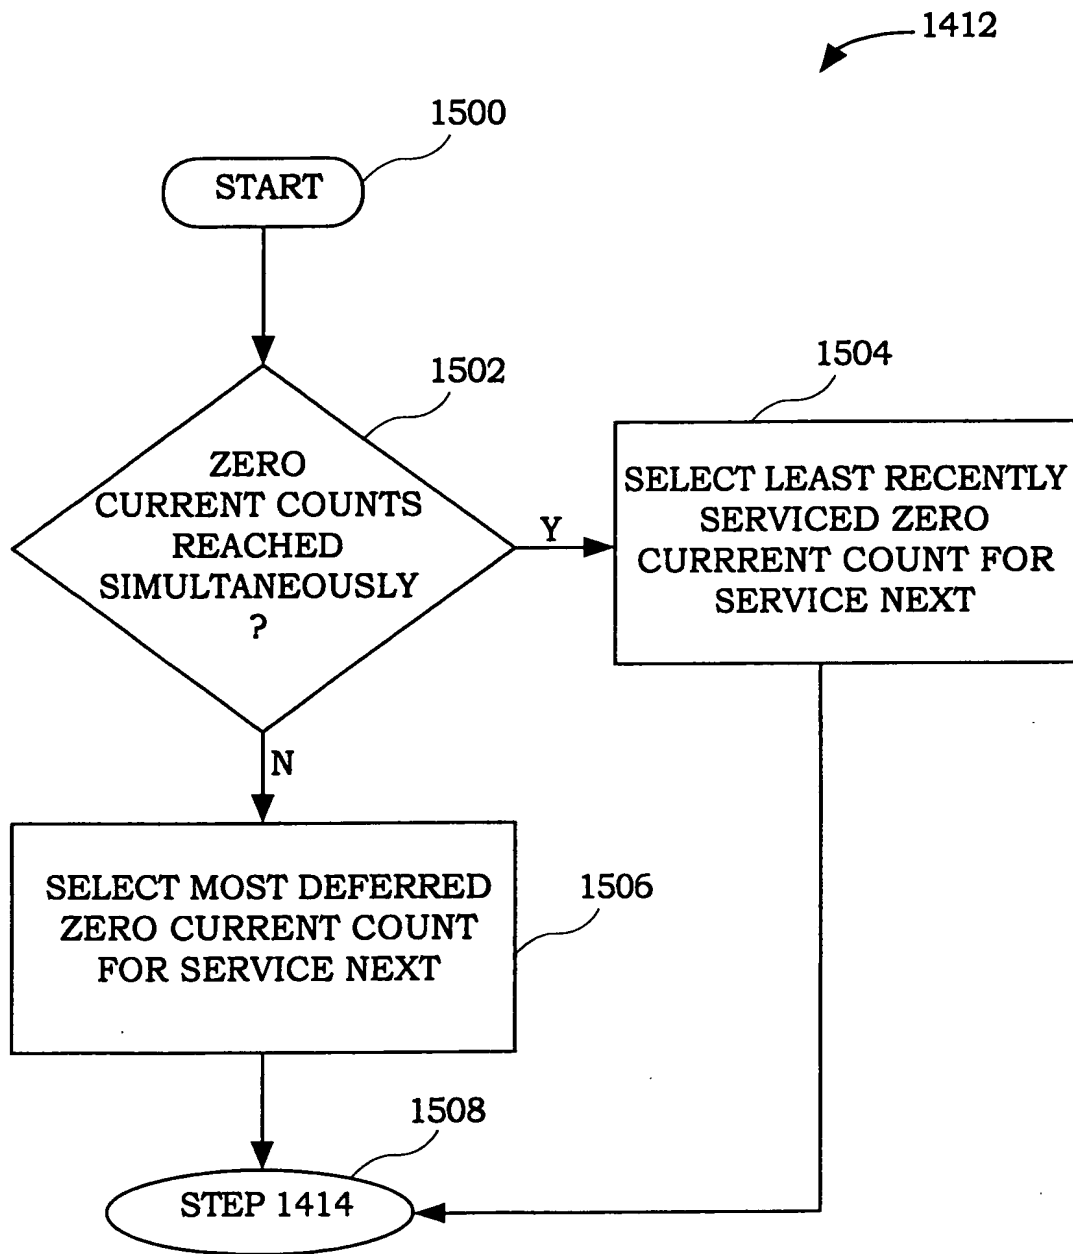 1412
1500
START
1502
ZERO
CURRENT COUNTS
REACHED
SIMULTANEOUSLY
?
Y
1504
SELECT LEAST RECENTLY
SERVICED ZERO
CURRRENT COUNT FOR
SERVICE NEXT
N
SELECT MOST DEFERRED
ZERO CURRENT COUNT
FOR SERVICE NEXT
1506
1508
STEP 1414